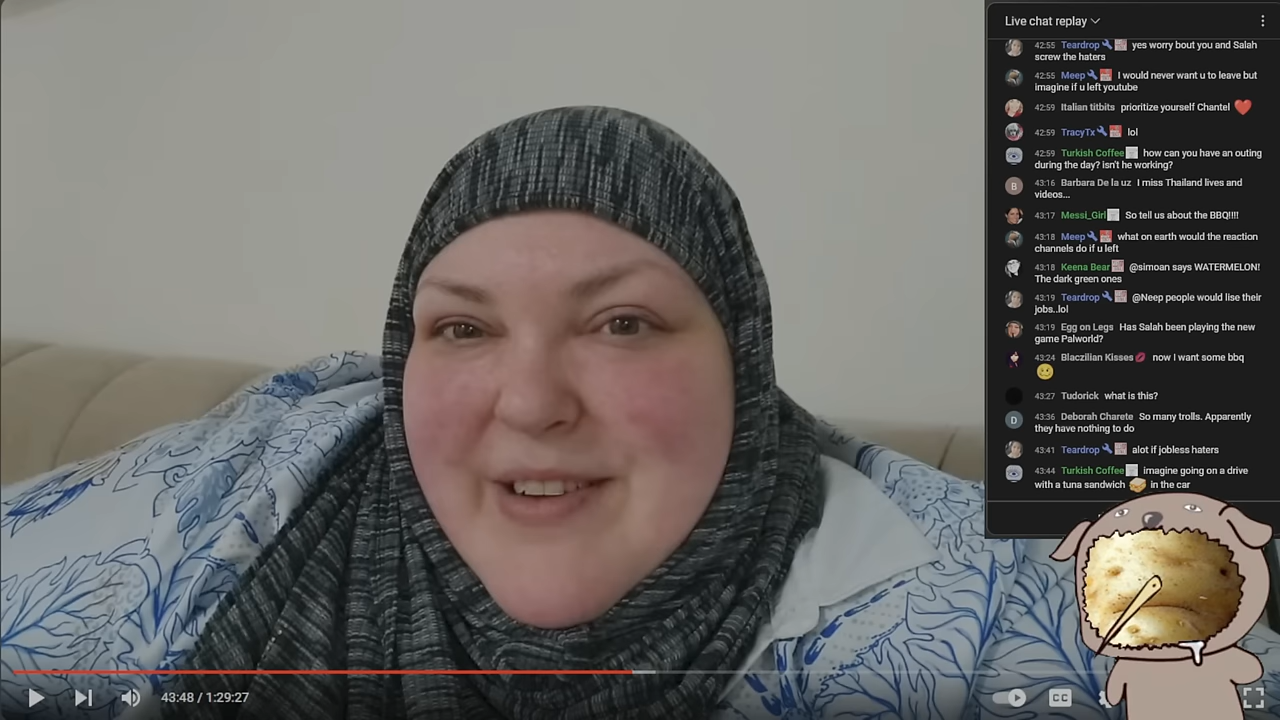 Live chat replay
42:55 Teardrop yes worry bout you and Salah
screw the haters
42:55 Meep I would never want u to leave but
imagine if u left youtube
42:59 Italian titbits prioritize yourself Chantel
42:59 TracyTx lol
42:59 Turkish Coffee how can you have an outing
during the day? isn't he working?
B
43:16 Barbara De la uz I miss Thailand lives and
videos...
43:17 Messi_Girl So tell us about the BBQ!!!!
43:18 Meep what on earth would the reaction
channels do if u left
43:18 Keena Bear @simoan says WATERMELON!
The dark green ones
43:19 Teardrop @Neep people would lise their
jobs..lol
43:19 Egg on Legs Has Salah been playing the new
game Palworld?
43:24 Blaczilian Kisses now I want some bbq
43:27 Tudorick what is this?
D
43:36 Deborah Charete So many trolls. Apparently
they have nothing to do
43:41 Teardrop alot if jobless haters
43:44 Turkish Coffee imagine going on a drive
with a tuna sandwich in the car
43:48 / 1:29:27
CC